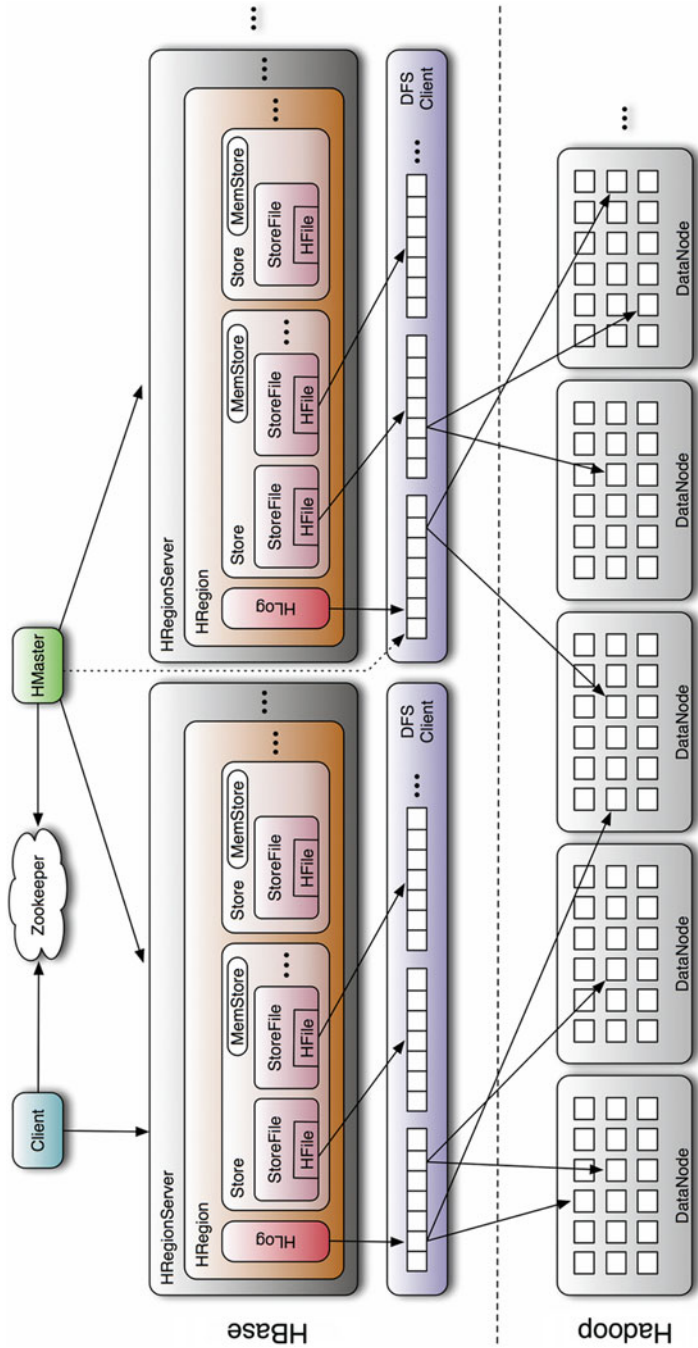 Client
Zookeeper
HMaster
HBase
HRegionServer
HRegion
HLog
Store
MemStore
StoreFile
HFile
StoreFile
HFile
...
Store
MemStore
StoreFile
HFile
...
...
DFS
Client
...
HRegionServer
HRegion
HLog
Store
MemStore
StoreFile
HFile
StoreFile
HFile
...
Store
MemStore
StoreFile
HFile
...
...
DFS
Client
...
...
Hadoop
DataNode
DataNode
DataNode
DataNode
DataNode
...